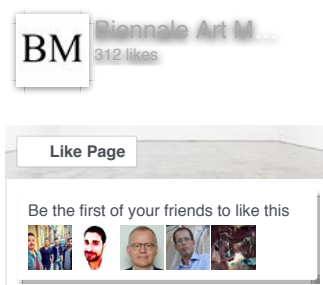 BM
Biennale Art M...
312 likes
Like Page
Be the first of your friends to like this